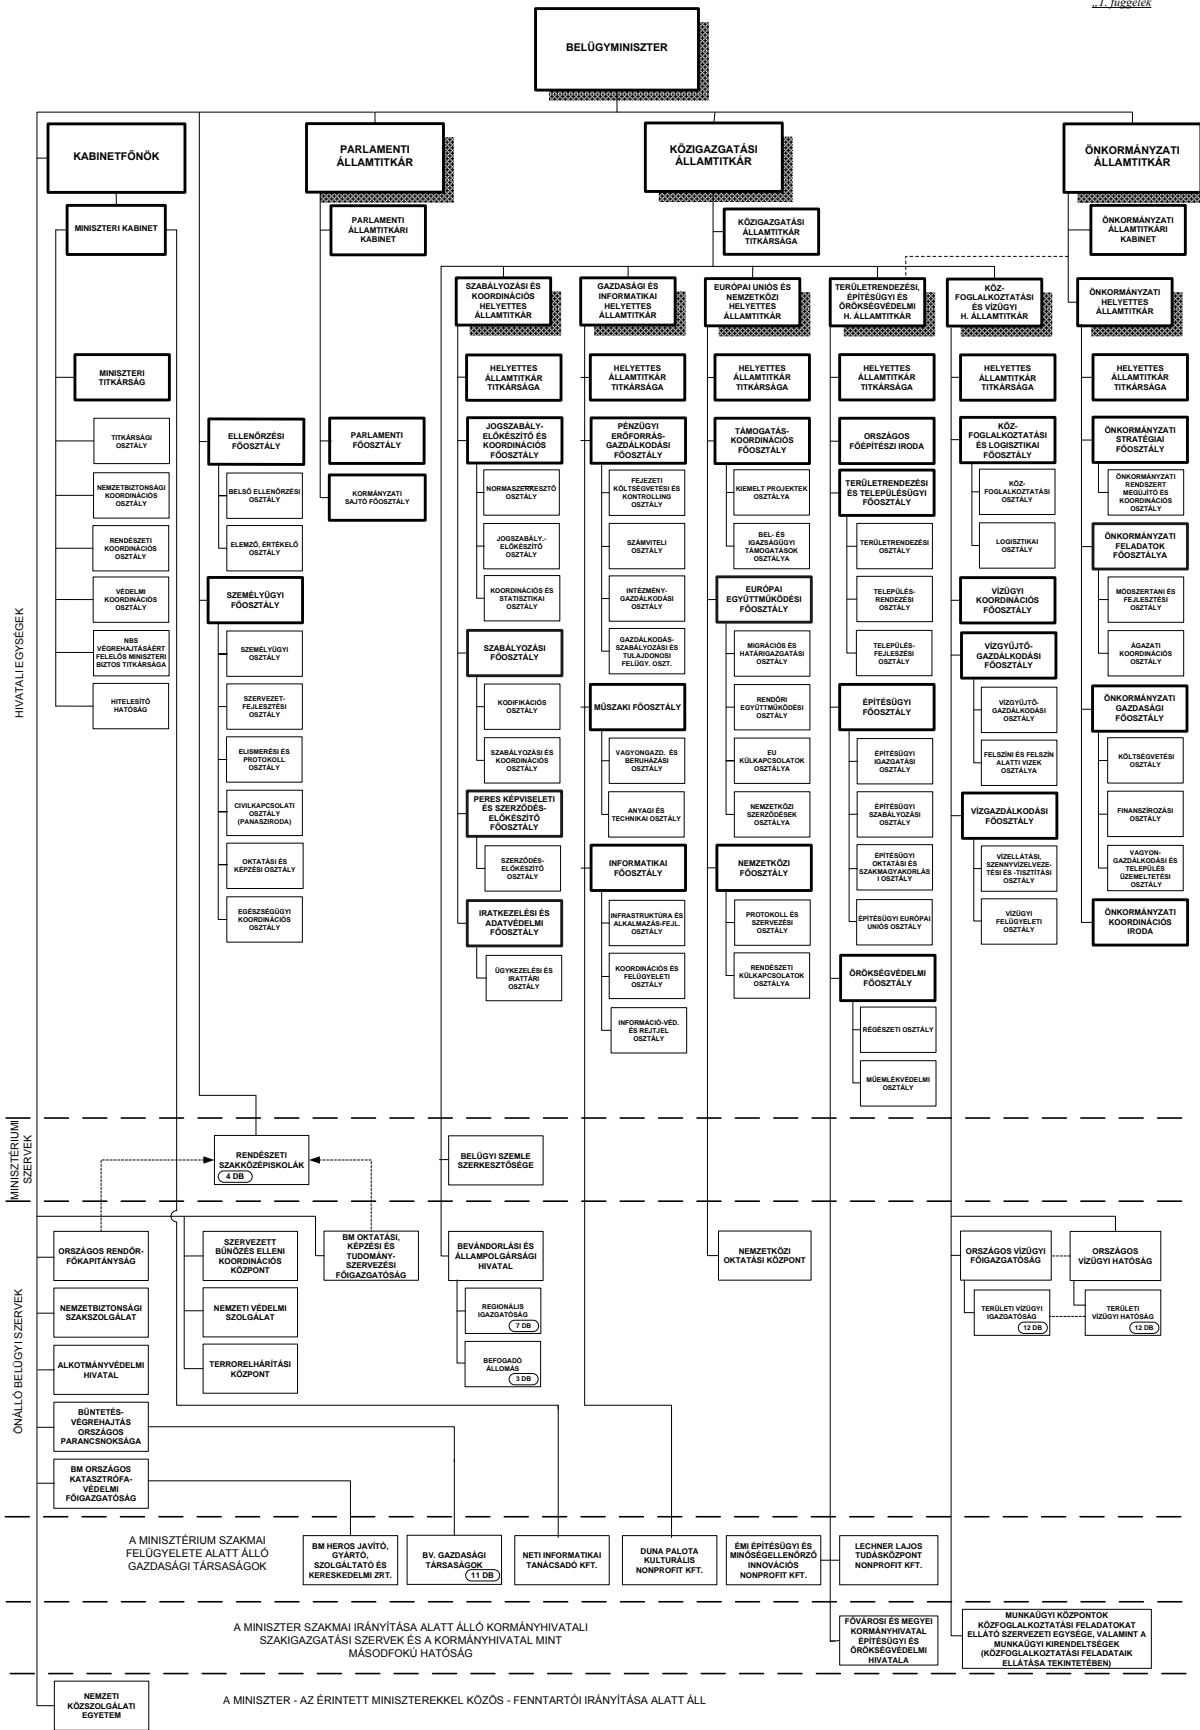 „1. függelék
BELÜGYMINISZTER
KABINETFŐNÖK
PARLAMENTI
ÁLLAMTITKÁR
KÖZIGAZGATÁSI
ÁLLAMTITKÁR
ÖNKORMÁNYZATI
ÁLLAMTITKÁR
MINISZTERI KABINET
PARLAMENTI
ÁLLAMTITKÁRI
KABINET
KÖZIGAZGATÁSI
ÁLLAMTITKÁR
TITKÁRSÁGA
ÖNKORMÁNYZATI
ÁLLAMTITKÁRI
KABINET
SZABÁLYOZÁSI ÉS
KOORDINÁCIÓS
HELYETTES
ÁLLAMTITKÁR
GAZDASÁGI ÉS
INFORMATIKAI
HELYETTES
ÁLLAMTITKÁR
EURÓPAI UNIÓS ÉS
NEMZETKÖZI
HELYETTES
ÁLLAMTITKÁR
TERÜLETRENDEZÉSI,
ÉPÍTÉSÜGYI ÉS
ÖRÖKSÉGVÉDELMI
H. ÁLLAMTITKÁR
KÖZ-
FOGLALKOZTATÁSI
ÉS VÍZÜGYI
H. ÁLLAMTITKÁR
ÖNKORMÁNYZATI
HELYETTES
ÁLLAMTITKÁR
HIVATALI EGYSÉGEK
MINISZTERI
TITKÁRSÁG
TITKÁRSÁGI
OSZTÁLY
NEMZETBIZTONSÁGI
KOORDINÁCIÓS
OSZTÁLY
RENDÉSZETI
KOORDINÁCIÓS
OSZTÁLY
VÉDELMI
KOORDINÁCIÓS
OSZTÁLY
NBS
VÉGREHAJTÁSAÉRT
FELELŐS MINISZTERI
BIZTOS TITKÁRSÁGA
HITELESÍTŐ
HATÓSÁG
ELLENŐRZÉSI
FŐOSZTÁLY
BELSŐ ELLENŐRZÉSI
OSZTÁLY
ELEMZŐ, ÉRTÉKELŐ
OSZTÁLY
SZEMÉLYÜGYI
FŐOSZTÁLY
SZEMÉLYÜGYI
OSZTÁLY
SZERVEZET-
FEJLESZTÉSI
OSZTÁLY
ELISMERÉSI ÉS
PROTOKOLL
OSZTÁLY
CIVILKAPCSOLATI
OSZTÁLY
(PANASZIRODA)
OKTATÁSI ÉS
KÉPZÉSI OSZTÁLY
EGÉSZSÉGÜGYI
KOORDINÁCIÓS
OSZTÁLY
PARLAMENTI
FŐOSZTÁLY
KORMÁNYZATI
SAJTÓ FŐOSZTÁLY
HELYETTES
ÁLLAMTITKÁR
TITKÁRSÁGA
JOGSZABÁLY-
ELŐKÉSZÍTŐ ÉS
KOORDINÁCIÓS
FŐOSZTÁLY
NORMASZERKESZTŐ
OSZTÁLY
JOGSZABÁLY.-
ELŐKÉSZÍTŐ
OSZTÁLY
KOORDINÁCIÓS ÉS
STATISZTIKAI
OSZTÁLY
SZABÁLYOZÁSI
FŐOSZTÁLY
KODIFIKÁCIÓS
OSZTÁLY
SZABÁLYOZÁSI ÉS
KOORDINÁCIÓS
OSZTÁLY
PERES KÉPVISELETI
ÉS SZERZŐDÉS-
ELŐKÉSZÍTŐ
FŐOSZTÁLY
SZERZŐDÉS-
ELŐKÉSZÍTŐ
OSZTÁLY
IRATKEZELÉSI ÉS
ADATVÉDELMI
FŐOSZTÁLY
ÜGYKEZELÉSI ÉS
IRATTÁRI
OSZTÁLY
HELYETTES
ÁLLAMTITKÁR
TITKÁRSÁGA
PÉNZÜGYI
ERŐFORRÁS-
GAZDÁLKODÁSI
FŐOSZTÁLY
FEJEZETI
KÖLTSÉGVETÉSI ÉS
KONTROLLING
OSZTÁLY
SZÁMVITELI
OSZTÁLY
INTÉZMÉNY-
GAZDÁLKODÁSI
OSZTÁLY
GAZDÁLKODÁS-
SZABÁLYOZÁSI ÉS
TULAJDONOSI
FELÜGY. OSZT.
MŰSZAKI FŐOSZTÁLY
VAGYONGAZD. ÉS
BERUHÁZÁSI
OSZTÁLY
ANYAGI ÉS
TECHNIKAI OSZTÁLY
INFORMATIKAI
FŐOSZTÁLY
INFRASTRUKTÚRA ÉS
ALKALMAZÁS-FEJL.
OSZTÁLY
KOORDINÁCIÓS ÉS
FELÜGYELETI
OSZTÁLY
INFORMÁCIÓ-VÉD.
ÉS REJTJEL
OSZTÁLY
HELYETTES
ÁLLAMTITKÁR
TITKÁRSÁGA
TÁMOGATÁS-
KOORDINÁCIÓS
FŐOSZTÁLY
KIEMELT PROJEKTEK
OSZTÁLYA
BEL- ÉS
IGAZSÁGÜGYI
TÁMOGATÁSOK
OSZTÁLYA
EURÓPAI
EGYÜTTMŰKÖDÉSI
FŐOSZTÁLY
MIGRÁCIÓS ÉS
HATÁRIGAZGATÁSI
OSZTÁLY
RENDŐRI
EGYÜTTMŰKÖDÉSI
OSZTÁLY
EU
KÜLKAPCSOLATOK
OSZTÁLYA
NEMZETKÖZI
SZERZŐDÉSEK
OSZTÁLYA
NEMZETKÖZI
FŐOSZTÁLY
PROTOKOLL ÉS
SZERVEZÉSI
OSZTÁLY
RENDÉSZETI
KÜLKAPCSOLATOK
OSZTÁLYA
HELYETTES
ÁLLAMTITKÁR
TITKÁRSÁGA
ORSZÁGOS
FŐÉPÍTÉSZI IRODA
TERÜLETRENDEZÉSI
ÉS TELEPÜLÉSÜGYI
FŐOSZTÁLY
TERÜLETRENDEZÉSI
OSZTÁLY
TELEPÜLÉS-
RENDEZÉSI
OSZTÁLY
TELEPÜLÉS-
FEJLESZTÉSI
OSZTÁLY
ÉPÍTÉSÜGYI
FŐOSZTÁLY
ÉPÍTÉSÜGYI
IGAZGATÁSI
OSZTÁLY
ÉPÍTÉSÜGYI
SZABÁLYOZÁSI
OSZTÁLY
ÉPÍTÉSÜGYI
OKTATÁSI ÉS
SZAKMAGYAKORLÁS
I OSZTÁLY
ÉPÍTÉSÜGYI EURÓPAI
UNIÓS OSZTÁLY
ÖRÖKSÉGVÉDELMI
FŐOSZTÁLY
RÉGÉSZETI OSZTÁLY
MŰEMLÉKVÉDELMI
OSZTÁLY
HELYETTES
ÁLLAMTITKÁR
TITKÁRSÁGA
KÖZ-
FOGLALKOZTATÁSI
ÉS LOGISZTIKAI
FŐOSZTÁLY
KÖZ-
FOGLALKOZTATÁSI
OSZTÁLY
LOGISZTIKAI
OSZTÁLY
VÍZÜGYI
KOORDINÁCIÓS
FŐOSZTÁLY
VÍZGYŰJTŐ-
GAZDÁLKODÁSI
FŐOSZTÁLY
VÍZGYŰJTŐ-
GAZDÁLKODÁSI
OSZTÁLY
FELSZÍNI ÉS FELSZÍN
ALATTI VIZEK
OSZTÁLYA
VÍZGAZDÁLKODÁSI
FŐOSZTÁLY
VÍZELLÁTÁSI,
SZENNYVÍZELVEZE-
TÉSI ÉS -TISZTÍTÁSI
OSZTÁLY
VÍZÜGYI
FELÜGYELETI
OSZTÁLY
HELYETTES
ÁLLAMTITKÁR
TITKÁRSÁGA
ÖNKORMÁNYZATI
STRATÉGIAI
FŐOSZTÁLY
ÖNKORMÁNYZATI
RENDSZERT
MEGÚJÍTÓ ÉS
KOORDINÁCIÓS
OSZTÁLY
ÖNKORMÁNYZATI
FELADATOK
FŐOSZTÁLYA
MÓDSZERTANI ÉS
FEJLESZTÉSI
OSZTÁLY
ÁGAZATI
KOORDINÁCIÓS
OSZTÁLY
ÖNKORMÁNYZATI
GAZDASÁGI
FŐOSZTÁLY
KÖLTSÉGVETÉSI
OSZTÁLY
FINANSZÍROZÁSI
OSZTÁLY
VAGYON-
GAZDÁLKODÁSI ÉS
TELEPÜLÉS
ÜZEMELTETÉSI
OSZTÁLY
ÖNKORMÁNYZATI
KOORDINÁCIÓS
IRODA
MINISZTÉRIUMI
SZERVEK
RENDÉSZETI
SZAKKÖZÉPISKOLÁK
4 DB
BELÜGYI SZEMLE
SZERKESZTŐSÉGE
ÖNÁLLÓ BELÜGYI SZERVEK
ORSZÁGOS RENDŐR-
FŐKAPITÁNYSÁG
NEMZETBIZTONSÁGI
SZAKSZOLGÁLAT
ALKOTMÁNYVÉDELMI
HIVATAL
BÜNTETÉS-
VÉGREHAJTÁS
ORSZÁGOS
PARANCSNOKSÁGA
BM ORSZÁGOS
KATASZTRÓFA-
VÉDELMI
FŐIGAZGATÓSÁG
SZERVEZETT
BŰNÖZÉS ELLENI
KOORDINÁCIÓS
KÖZPONT
NEMZETI VÉDELMI
SZOLGÁLAT
TERRORELHÁRÍTÁSI
KÖZPONT
BM OKTATÁSI,
KÉPZÉSI ÉS
TUDOMÁNY-
SZERVEZÉSI
FŐIGAZGATÓSÁG
BEVÁNDORLÁSI ÉS
ÁLLAMPOLGÁRSÁGI
HIVATAL
REGIONÁLIS
IGAZGATÓSÁG
7 DB
BEFOGADÓ
ÁLLOMÁS
3 DB
NEMZETKÖZI
OKTATÁSI KÖZPONT
ORSZÁGOS VÍZÜGYI
FŐIGAZGATÓSÁG
ORSZÁGOS
VÍZÜGYI HATÓSÁG
TERÜLETI VÍZÜGYI
IGAZGATÓSÁG
12 DB
TERÜLETI
VÍZÜGYI HATÓSÁG
12 DB
A MINISZTÉRIUM SZAKMAI
FELÜGYELETE ALATT ÁLLÓ
GAZDASÁGI TÁRSASÁGOK
BM HEROS JAVÍTÓ,
GYÁRTÓ,
SZOLGÁLTATÓ ÉS
KERESKEDELMI ZRT.
BV. GAZDASÁGI
TÁRSASÁGOK
11 DB
NETI INFORMATIKAI
TANÁCSADÓ KFT.
DUNA PALOTA
KULTURÁLIS
NONPROFIT KFT.
ÉMI ÉPÍTÉSÜGYI ÉS
MINŐSÉGELLENŐRZŐ
INNOVÁCIÓS
NONPROFIT KFT.
LECHNER LAJOS
TUDÁSKÖZPONT
NONPROFIT KFT.
A MINISZTER SZAKMAI IRÁNYÍTÁSA ALATT ÁLLÓ KORMÁNYHIVATALI
SZAKIGAZGATÁSI SZERVEK ÉS A KORMÁNYHIVATAL MINT
MÁSODFOKÚ HATÓSÁG
FŐVÁROSI ÉS MEGYEI
KORMÁNYHIVATAL
ÉPÍTÉSÜGYI ÉS
ÖRÖKSÉGVÉDELMI
HIVATALA
MUNKAÜGYI KÖZPONTOK
KÖZFOGLALKOZTATÁSI FELADATOKAT
ELLÁTÓ SZERVEZETI EGYSÉGE, VALAMINT A
MUNKAÜGYI KIRENDELTSÉGEK
(KÖZFOGLALKOZTATÁSI FELADATAIK
ELLÁTÁSA TEKINTETÉBEN)
NEMZETI
KÖZSZOLGÁLATI
EGYETEM
A MINISZTER - AZ ÉRINTETT MINISZTEREKKEL KÖZÖS - FENNTARTÓI IRÁNYÍTÁSA ALATT ÁLL